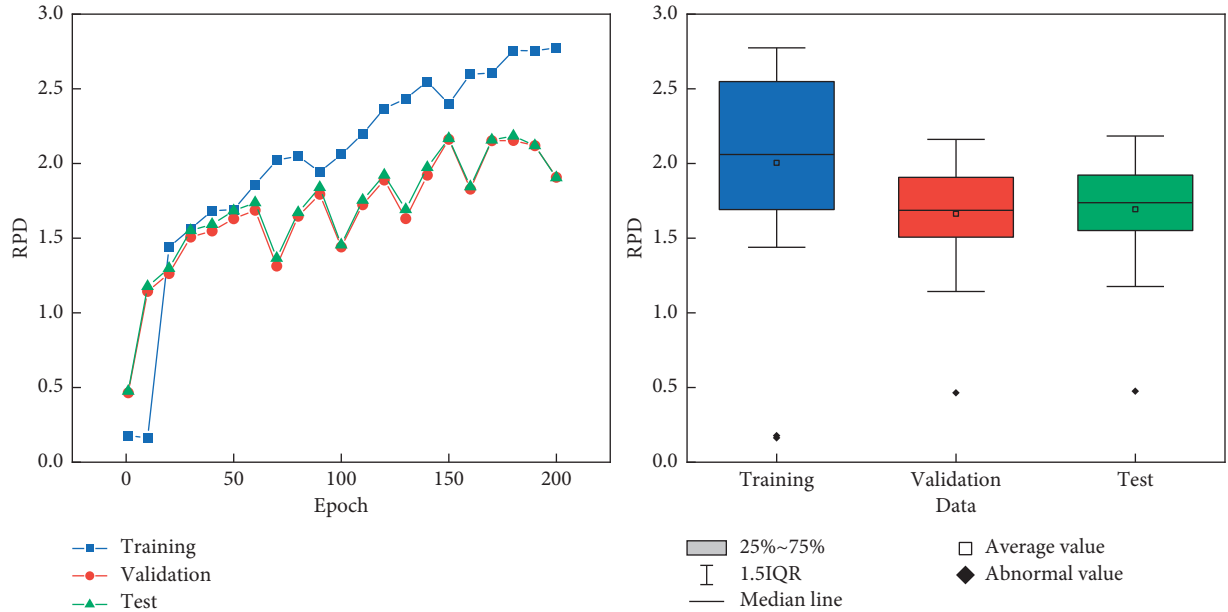 3.0
2.5
2.0
1.5
1.0
0.5
0.0
RPD
0
50
100
150
200
Epoch
Training
Validation
Test
3.0
2.5
2.0
1.5
1.0
0.5
0.0
RPD
Training
Validation
Test
Data
25%~75%
1.5IQR
Median line
Average value
Abnormal value